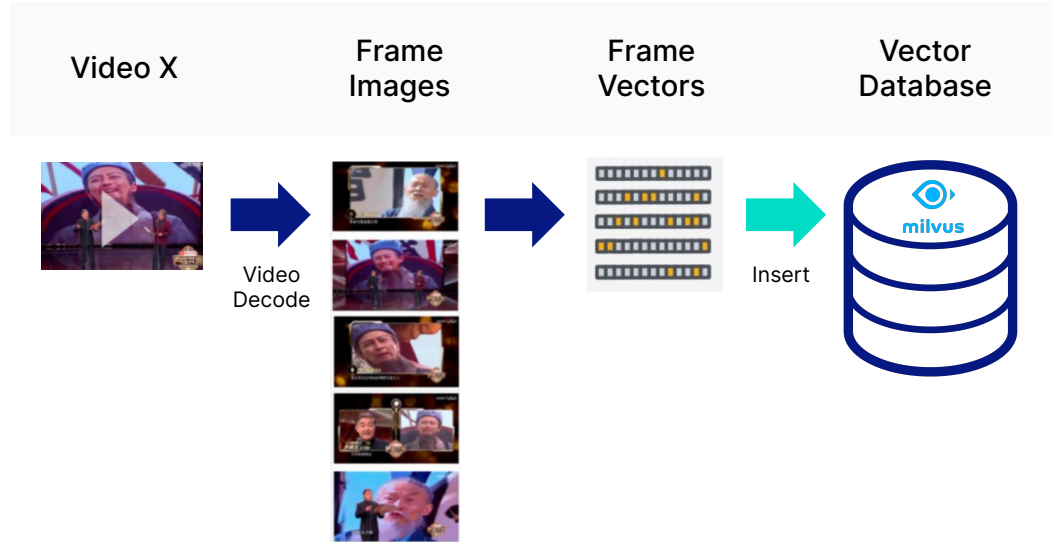 Video X
Frame
Images
Frame
Vectors
Vector
Database
Video
Decode
Insert
milvus